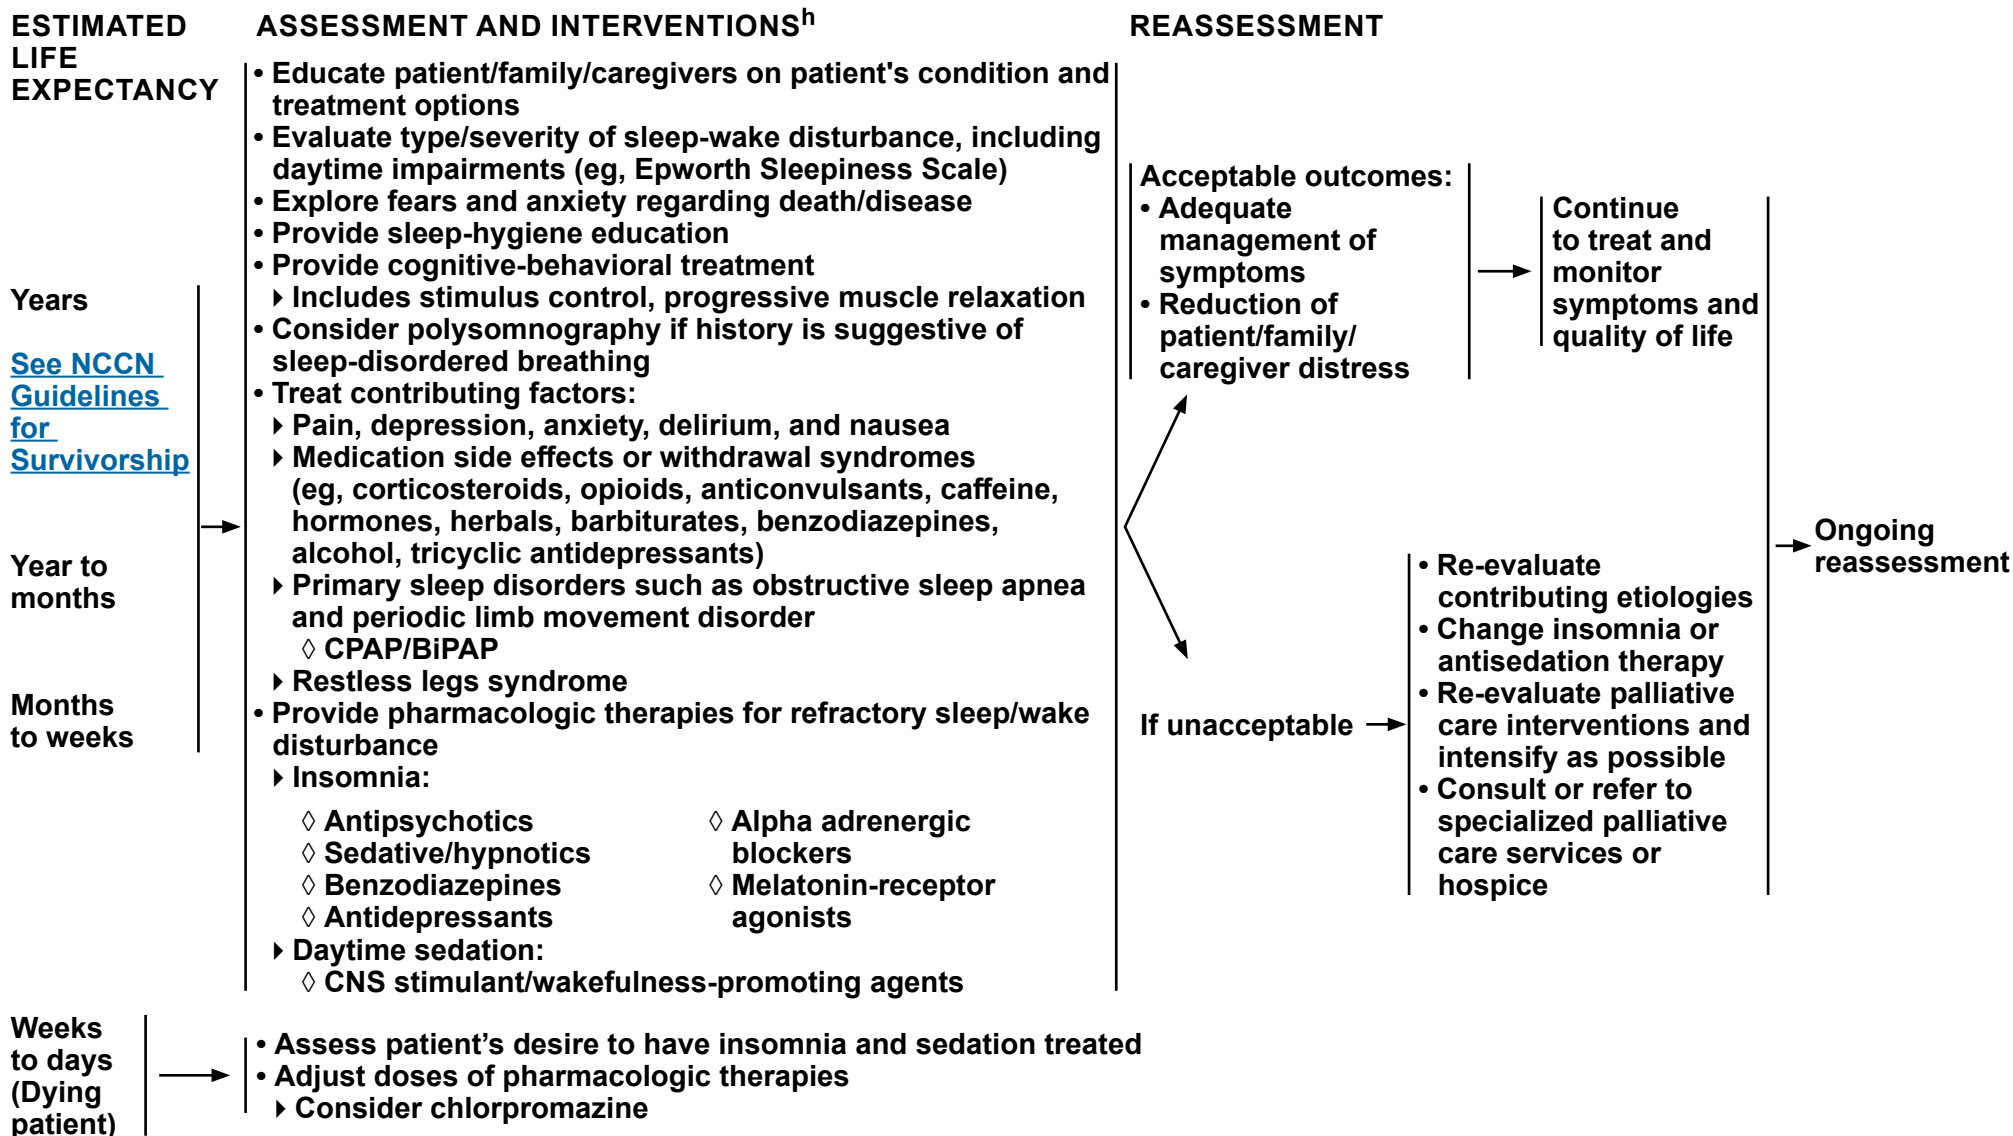 ESTIMATED
LIFE
EXPECTANCY
ASSESSMENT AND INTERVENTIONSh
REASSESSMENT
Years
See NCCN
Guidelines
for
Survivorship
Year to
months
Months
to weeks
• Educate patient/family/caregivers on patient's condition and
treatment options
• Evaluate type/severity of sleep-wake disturbance, including
daytime impairments (eg, Epworth Sleepiness Scale)
• Explore fears and anxiety regarding death/disease
• Provide sleep-hygiene education
• Provide cognitive-behavioral treatment
▸ Includes stimulus control, progressive muscle relaxation
• Consider polysomnography if history is suggestive of
sleep-disordered breathing
• Treat contributing factors:
▸ Pain, depression, anxiety, delirium, and nausea
▸ Medication side effects or withdrawal syndromes
(eg, corticosteroids, opioids, anticonvulsants, caffeine,
hormones, herbals, barbiturates, benzodiazepines,
alcohol, tricyclic antidepressants)
▸ Primary sleep disorders such as obstructive sleep apnea
and periodic limb movement disorder
◊ CPAP/BiPAP
▸ Restless legs syndrome
• Provide pharmacologic therapies for refractory sleep/wake
disturbance
▸ Insomnia:
◊ Antipsychotics
◊ Sedative/hypnotics
◊ Benzodiazepines
◊ Antidepressants
◊ Alpha adrenergic
blockers
◊ Melatonin-receptor
agonists
▸ Daytime sedation:
◊ CNS stimulant/wakefulness-promoting agents
Acceptable outcomes:
• Adequate
management of
symptoms
• Reduction of
patient/family/
caregiver distress
Continue
to treat and
monitor
symptoms and
quality of life
If unacceptable
• Re-evaluate
contributing etiologies
• Change insomnia or
antisedation therapy
• Re-evaluate palliative
care interventions and
intensify as possible
• Consult or refer to
specialized palliative
care services or
hospice
Ongoing
reassessment
Weeks
to days
(Dying
patient)
• Assess patient’s desire to have insomnia and sedation treated
• Adjust doses of pharmacologic therapies
▸ Consider chlorpromazine